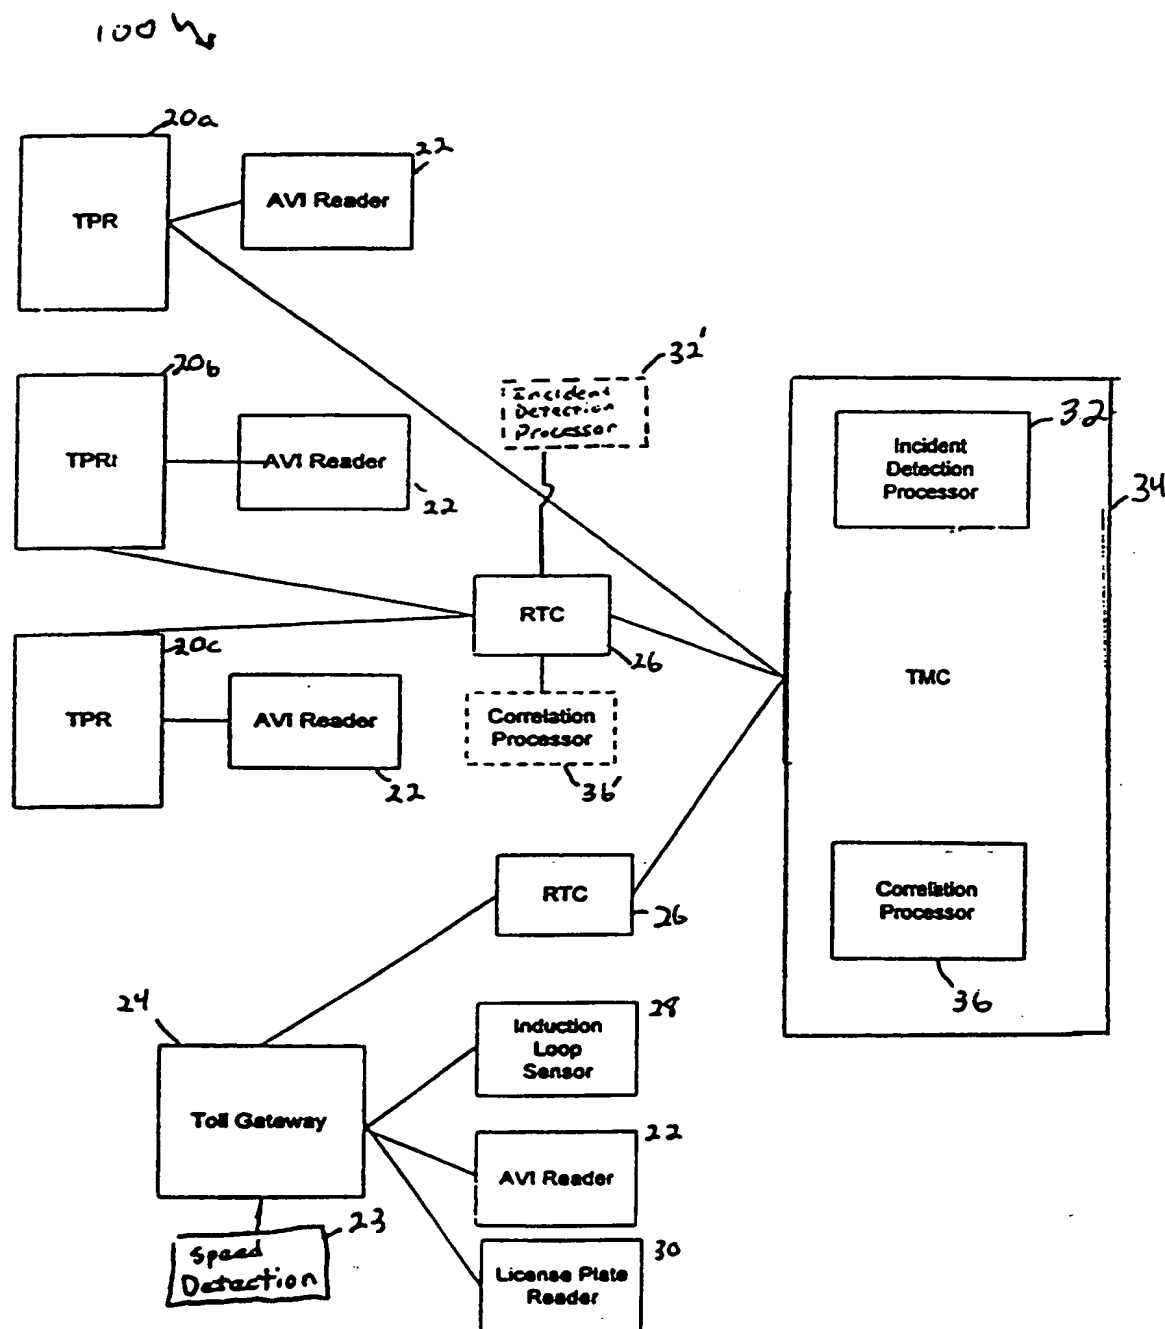 100
20a
TPR
22
AVI Reader
20b
TPR
AVI Reader
22
32'
Incident
Detection
Processor
32
Incident
Detection
Processor
34
RTC
26
TMC
20c
TPR
AVI Reader
22
Correlation
Processor
36'
RTC
26
Correlation
Processor
36
24
Toll Gateway
28
Induction
Loop
Sensor
22
AVI Reader
23
Speed
Detection
30
License Plate
Reader